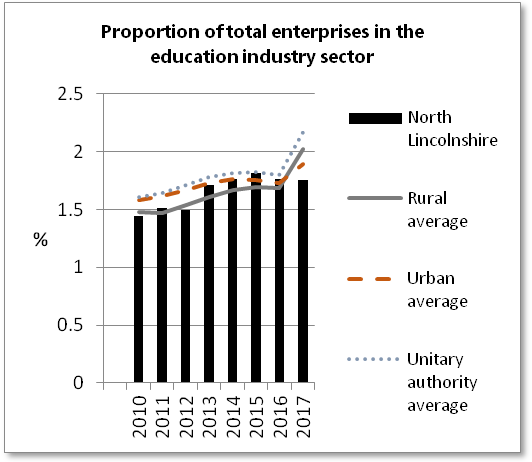 Proportion of total enterprises in the
education industry sector
2.5
2
1.5
1
0.5
0
%
2010
2011
2012
2013
2014
2015
2016
2017
North
Lincolnshire
Rural
average
Urban
average
Unitary
authority
average